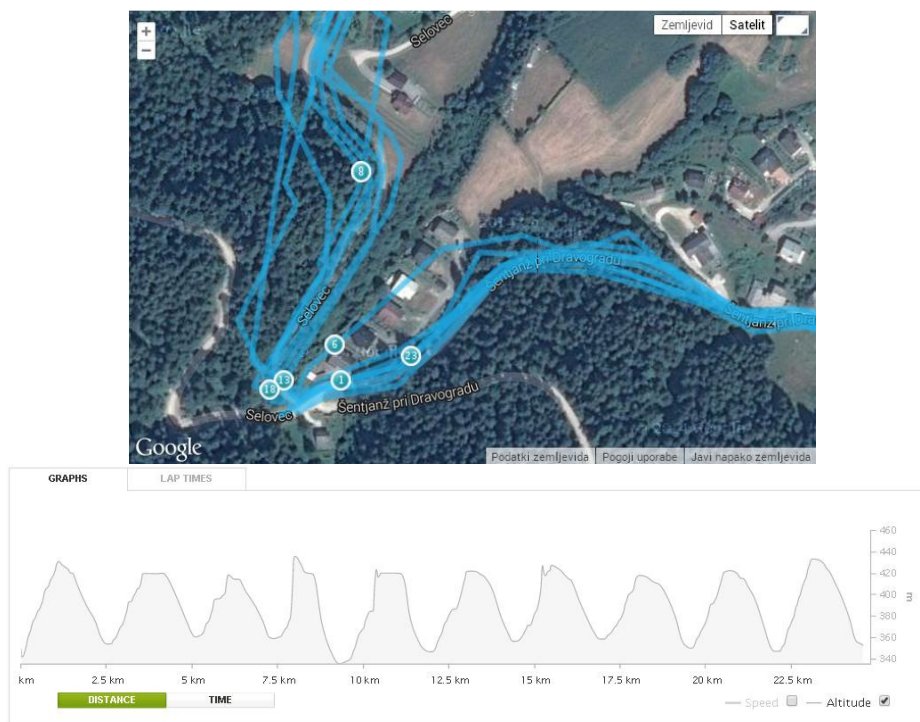 +
Zemljevid Satelit
−
Selovec
8
Selovec
Šentjanž pri Dravogradu
Šentjanž pri Dra
6
23
13
1
18
Selovec
Šentjanž pri Dravogradu
Google
Podatki zemljevida Pogoji uporabe Javi napako zemljevida
GRAPHS LAP TIMES
460
440
420
400
m
380
360
340
km 2.5 km 5 km 7.5 km 10 km 12.5 km 15 km 17.5 km 20 km 22.5 km
DISTANCE TIME
Speed Altitude